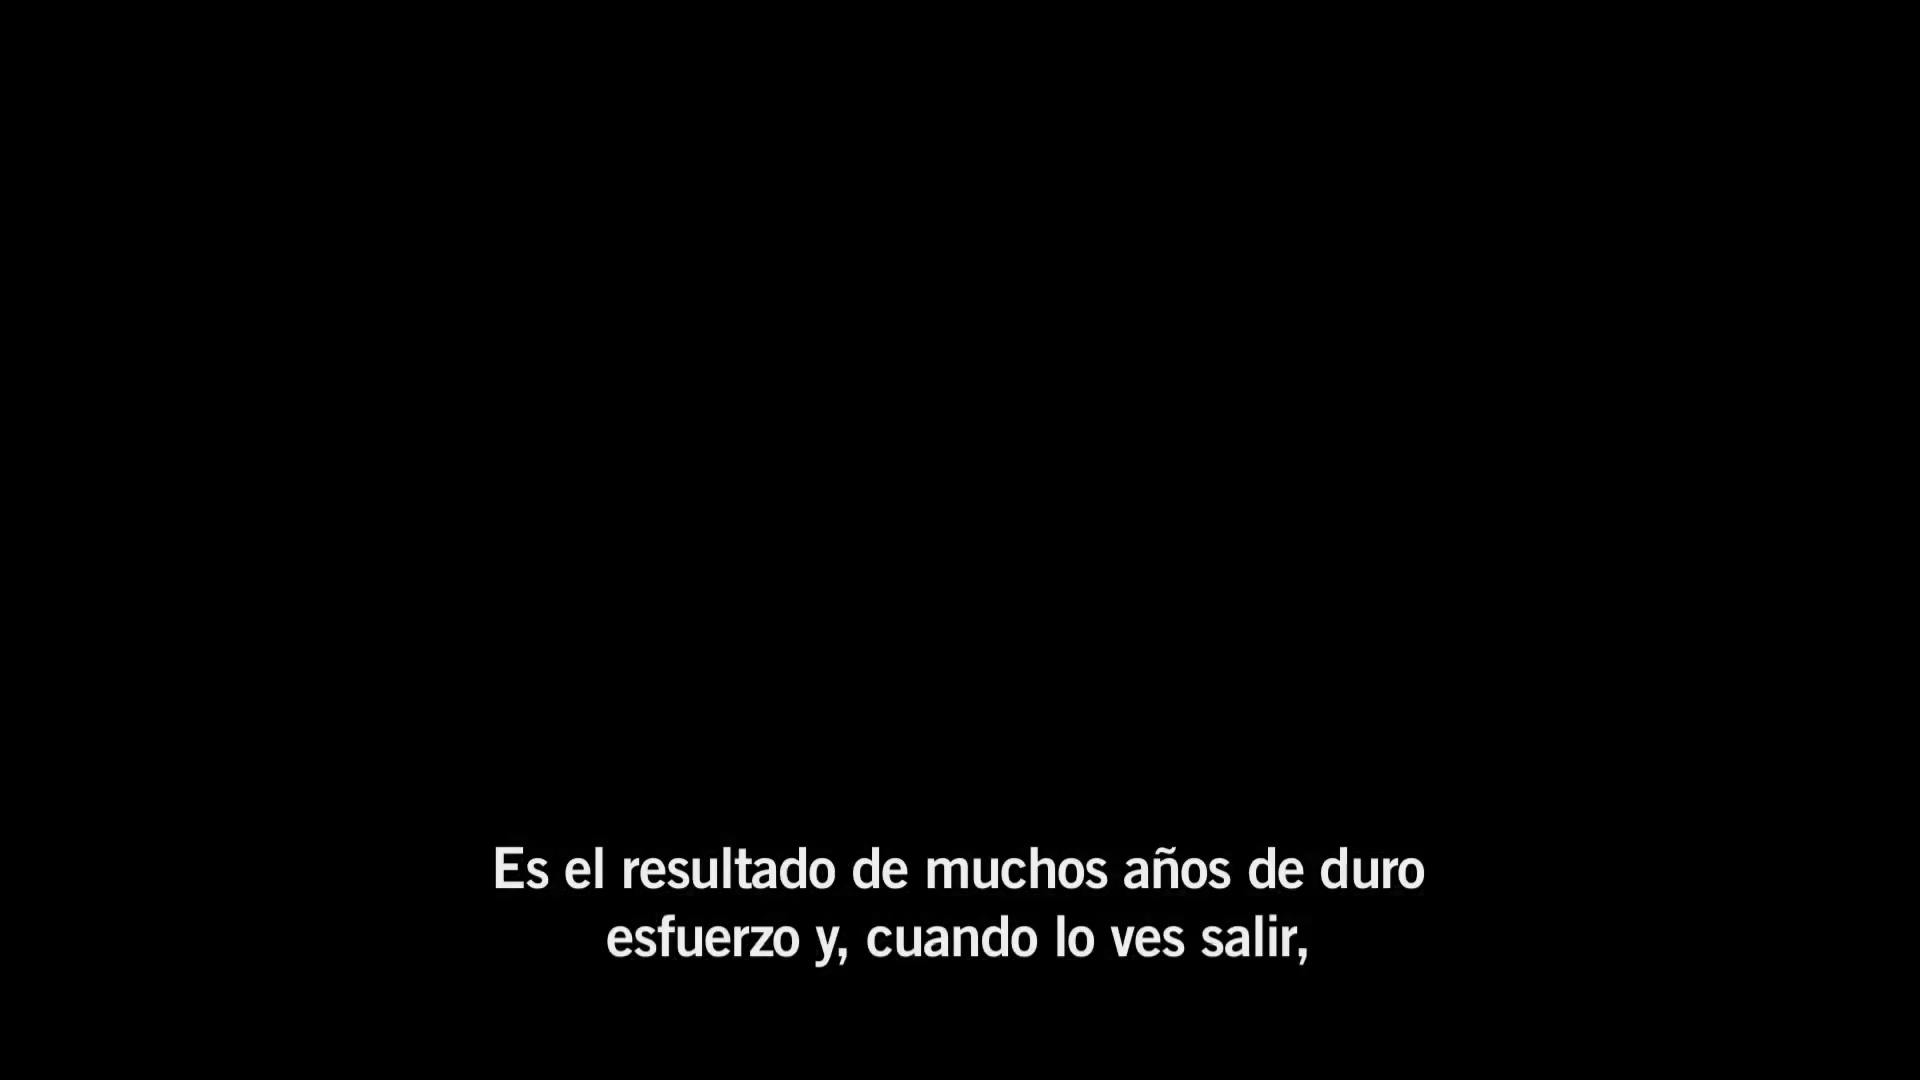 Es el resultado de muchos años de duro
esfuerzo y, cuando lo ves salir,